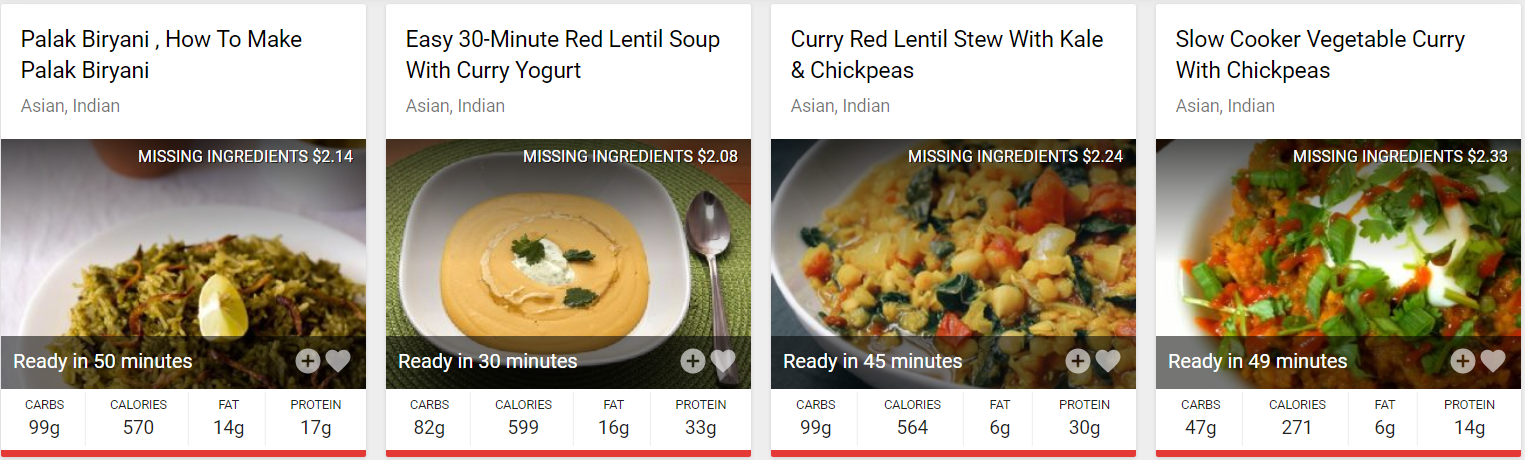 Palak Biryani , How To Make
Palak Biryani
Asian, Indian
MISSING INGREDIENTS $2.14
Ready in 50 minutes
CARBS CALORIES FAT PROTEIN
99g 570 14g 17g
Easy 30-Minute Red Lentil Soup
With Curry Yogurt
Asian, Indian
MISSING INGREDIENTS $2.08
Ready in 30 minutes
CARBS CALORIES FAT PROTEIN
82g 599 16g 33g
Curry Red Lentil Stew With Kale
& Chickpeas
Asian, Indian
MISSING INGREDIENTS $2.24
Ready in 45 minutes
CARBS CALORIES FAT PROTEIN
99g 564 6g 30g
Slow Cooker Vegetable Curry
With Chickpeas
Asian, Indian
MISSING INGREDIENTS $2.33
Ready in 49 minutes
CARBS CALORIES FAT PROTEIN
47g 271 6g 14g